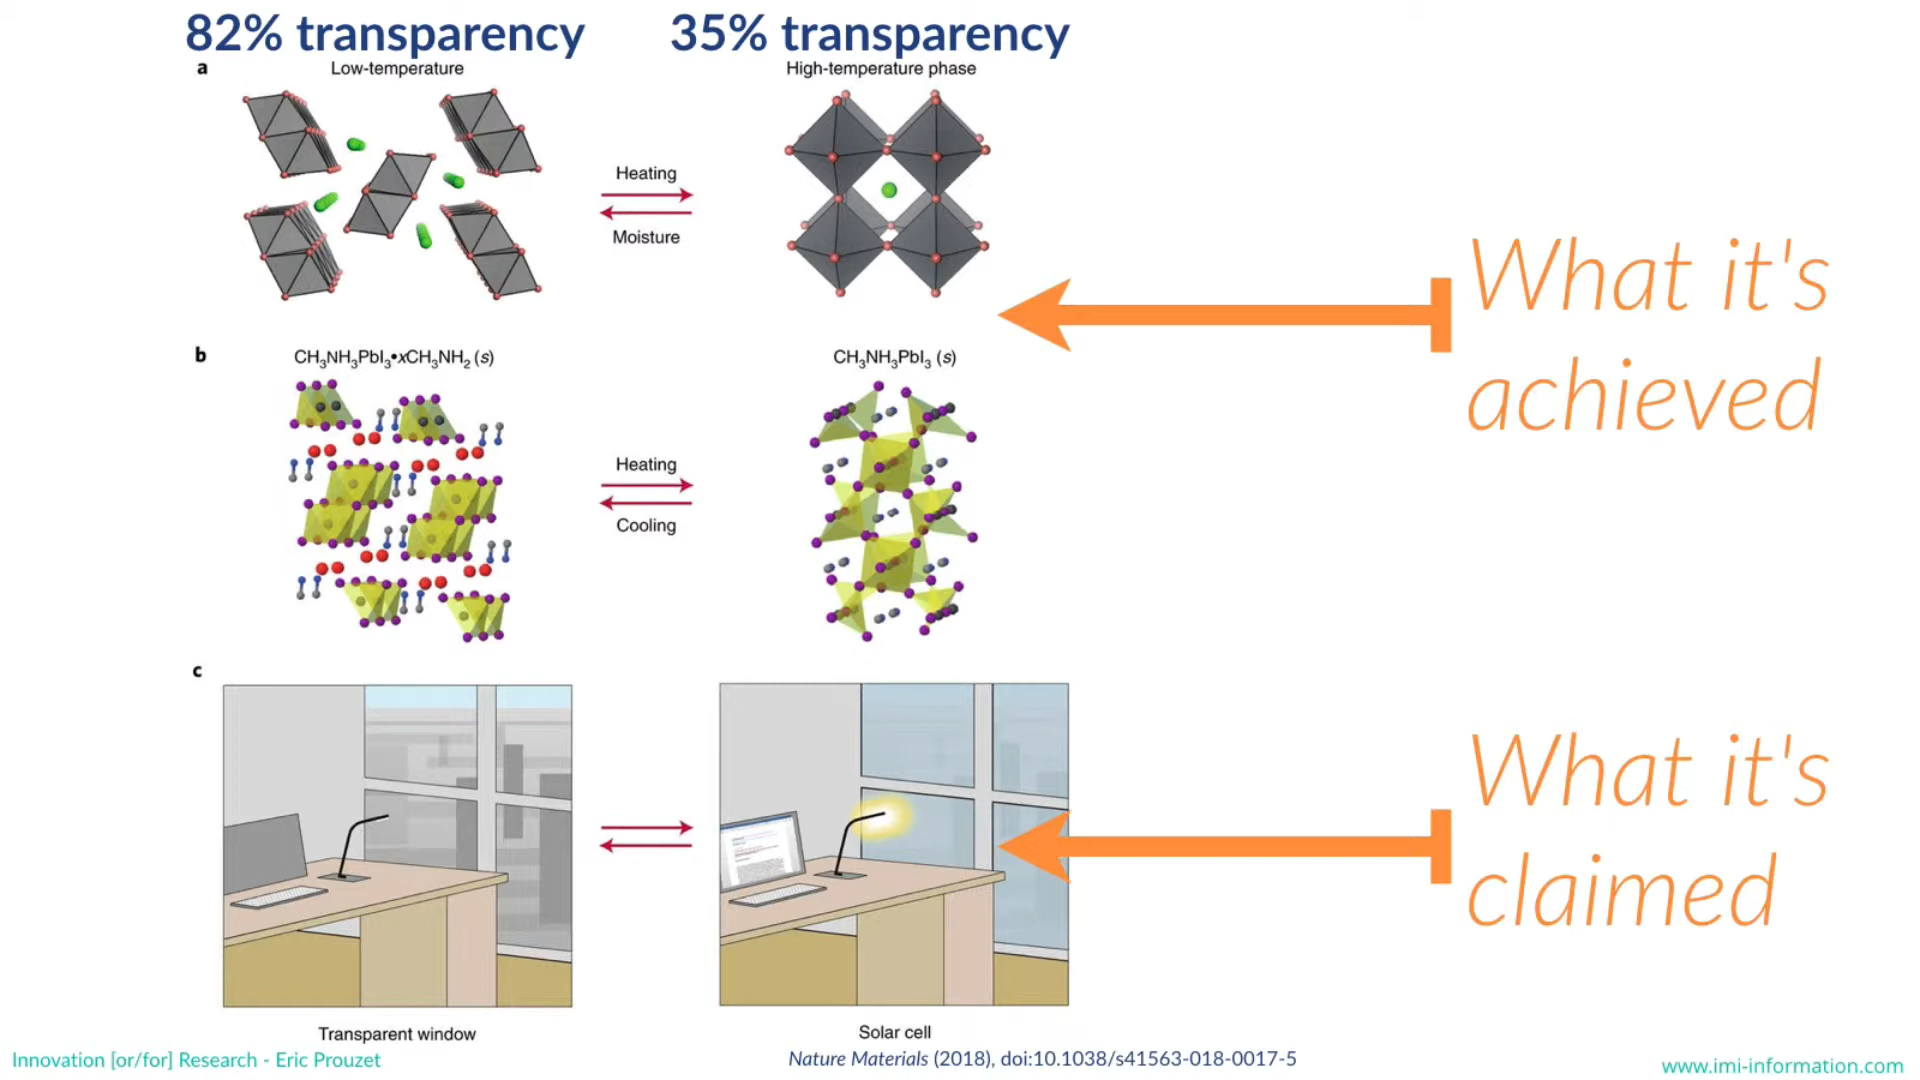 82% transparency
35% transparency
a
Low-temperature
High-temperature phase
Heating
Moisture
What it's
achieved
b
CH₃NH₃PbI₃•xCH₃NH₂ (s)
CH₃NH₃PbI₃ (s)
Heating
Cooling
c
What it's
claimed
Transparent window
Solar cell
Innovation [or/for] Research - Eric Prouzet
Nature Materials (2018), doi:10.1038/s41563-018-0017-5
www.imi-information.com